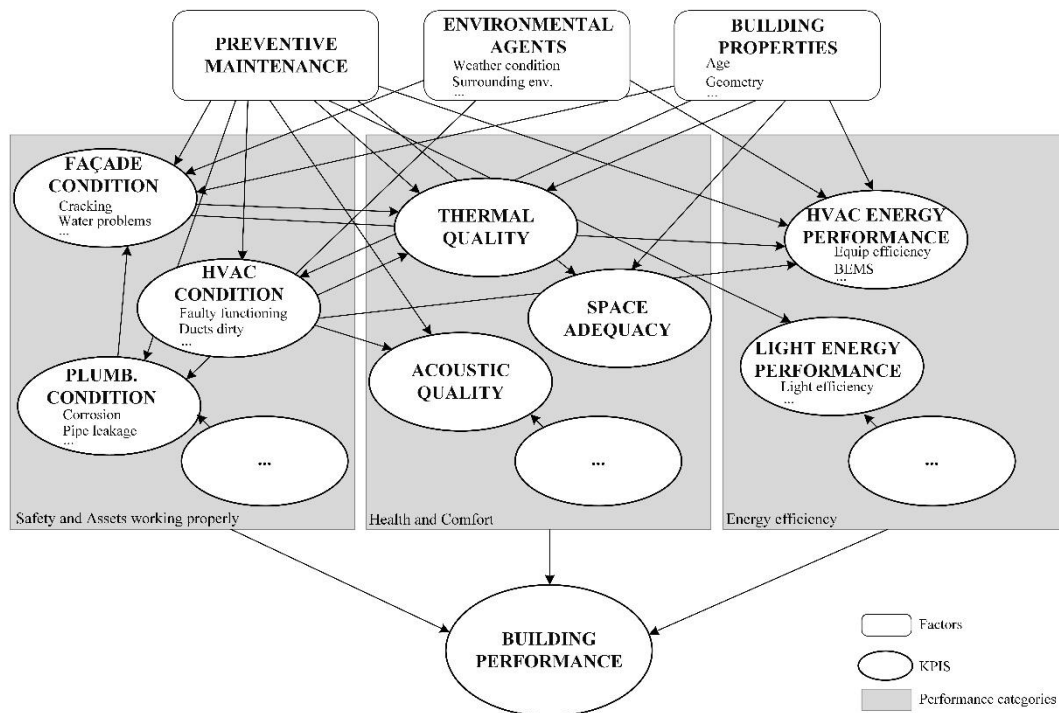 PREVENTIVE
MAINTENANCE
ENVIRONMENTAL
AGENTS
Weather condition
Surrounding env.
...
BUILDING
PROPERTIES
Age
Geometry
...
FAÇADE
CONDITION
Cracking
Water problems
...
HVAC
CONDITION
Faulty functioning
Ducts dirty
...
PLUMB.
CONDITION
Corrosion
Pipe leakage
...
...
Safety and Assets working properly
THERMAL
QUALITY
SPACE
ADEQUACY
ACOUSTIC
QUALITY
...
Health and Comfort
HVAC ENERGY
PERFORMANCE
Equip efficiency
BEMS
...
LIGHT ENERGY
PERFORMANCE
Light efficiency
...
...
Energy efficiency
BUILDING
PERFORMANCE
Factors
KPIS
Performance categories